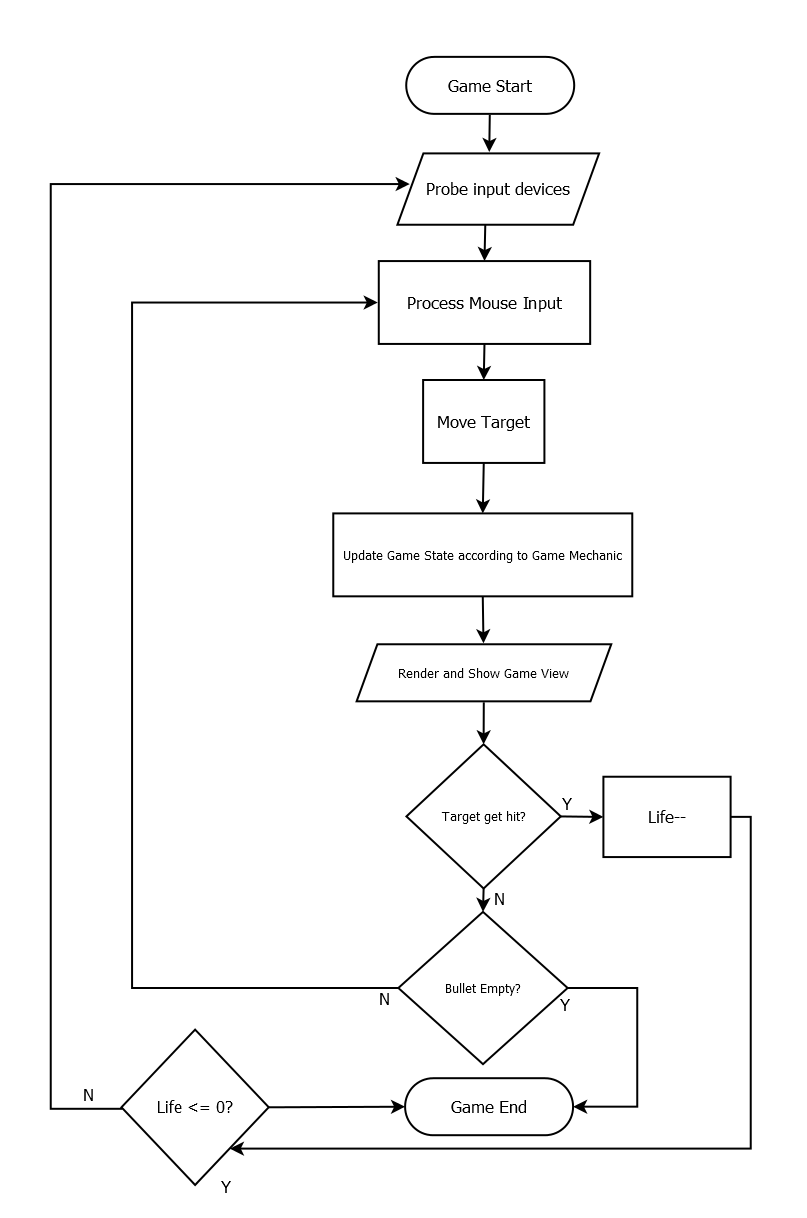 Game Start
Probe input devices
Process Mouse Input
Move Target
Update Game State according to Game Mechanic
Render and Show Game View
Target get hit?
Y
Life--
N
Bullet Empty?
N
Y
N
Life <= 0?
Game End
Y